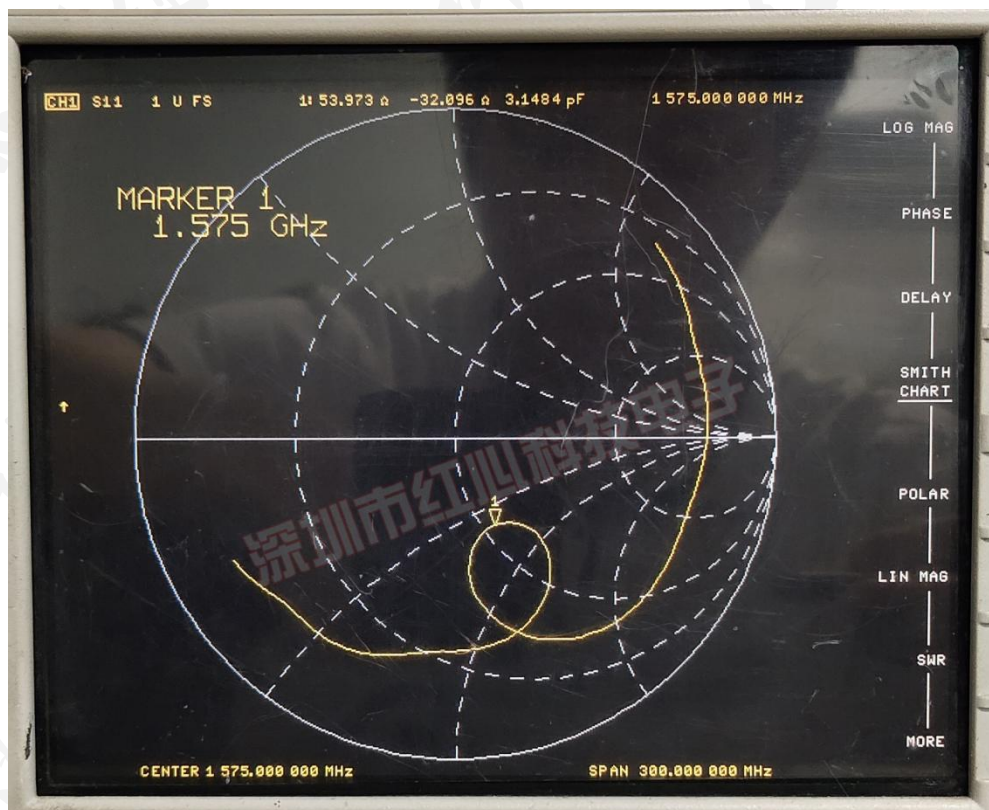 CH1 S11 1 U FS 1: 53.973 Ω -32.096 Ω 3.1484 pF 1 575.000 000 MHz
LOG MAG
MARKER 1
1.575 GHz
PHASE
DELAY
SMITH
CHART
深圳市红心科技电子
1
POLAR
LIN MAG
SWR
MORE
CENTER 1 575.000 000 MHz SPAN 300.000 000 MHz